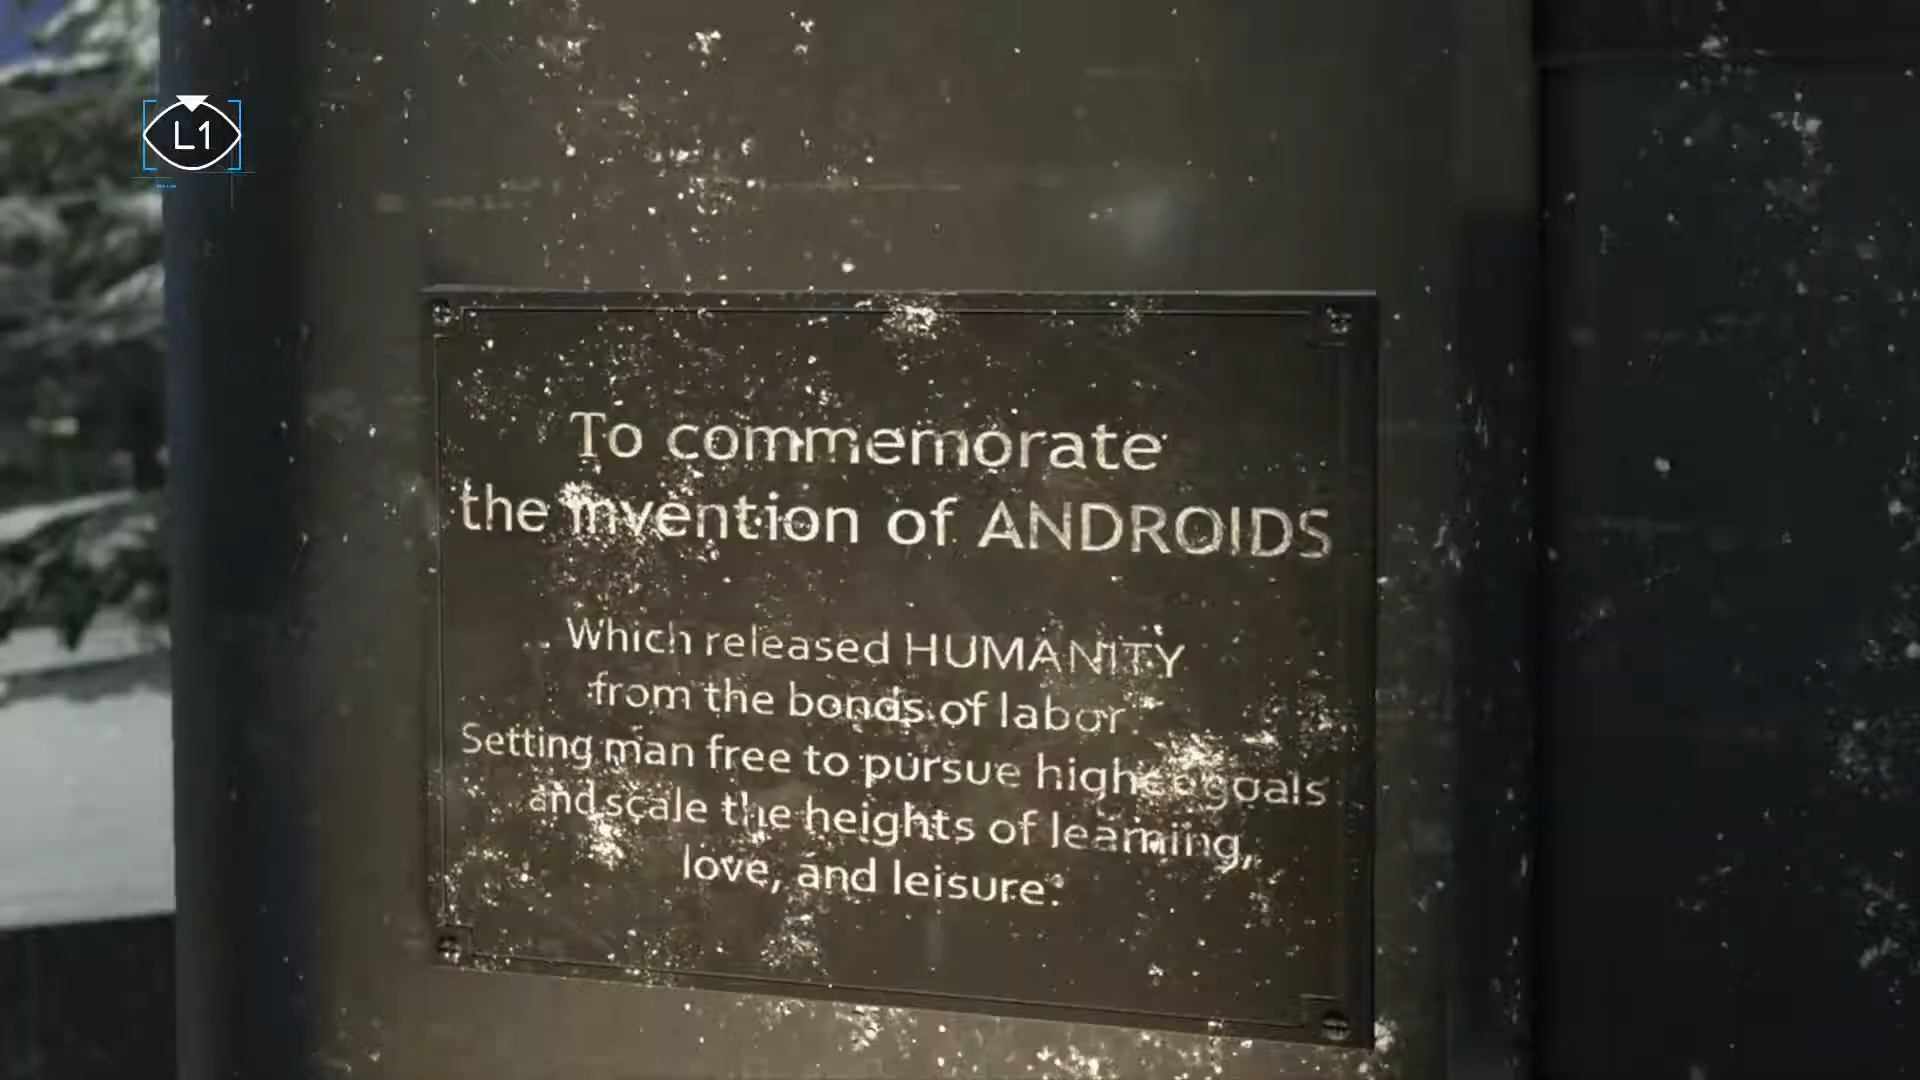 L1
To commemorate
the invention of ANDROIDS
Which released HUMANITY
from the bonds of labor.
Setting man free to pursue higher goals
and scale the heights of learning,
love, and leisure.